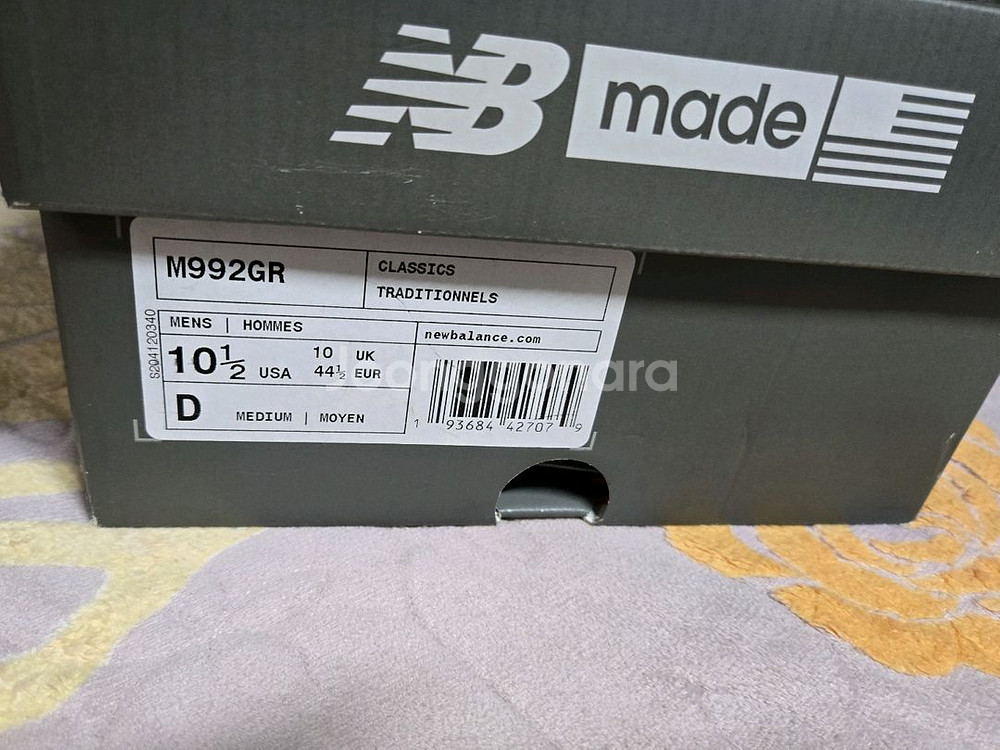 NB made
M992GR
CLASSICS
TRADITIONNELS
MENS | HOMMES
newbalance.com
10½ USA
10 UK
44½ EUR
D MEDIUM | MOYEN
1 93684 42707 9
S204120340
Joonggonara